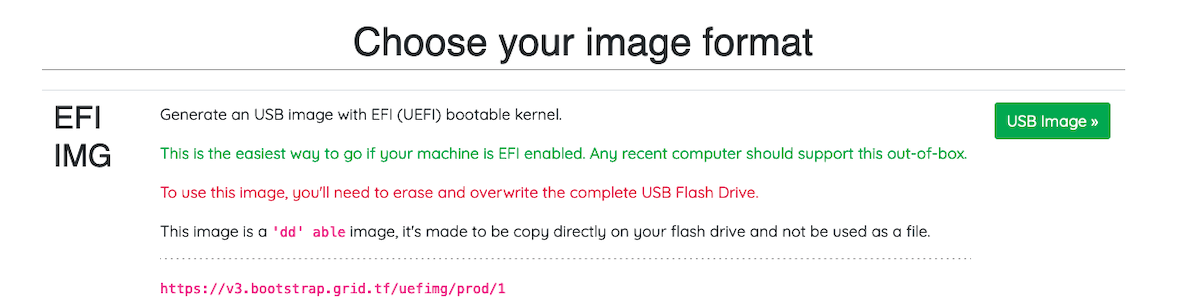 Choose your image format
EFI
IMG
Generate an USB image with EFI (UEFI) bootable kernel.
USB Image »
This is the easiest way to go if your machine is EFI enabled. Any recent computer should support this out-of-box.
To use this image, you'll need to erase and overwrite the complete USB Flash Drive.
This image is a 'dd' able image, it's made to be copy directly on your flash drive and not be used as a file.
https://v3.bootstrap.grid.tf/uefimg/prod/1